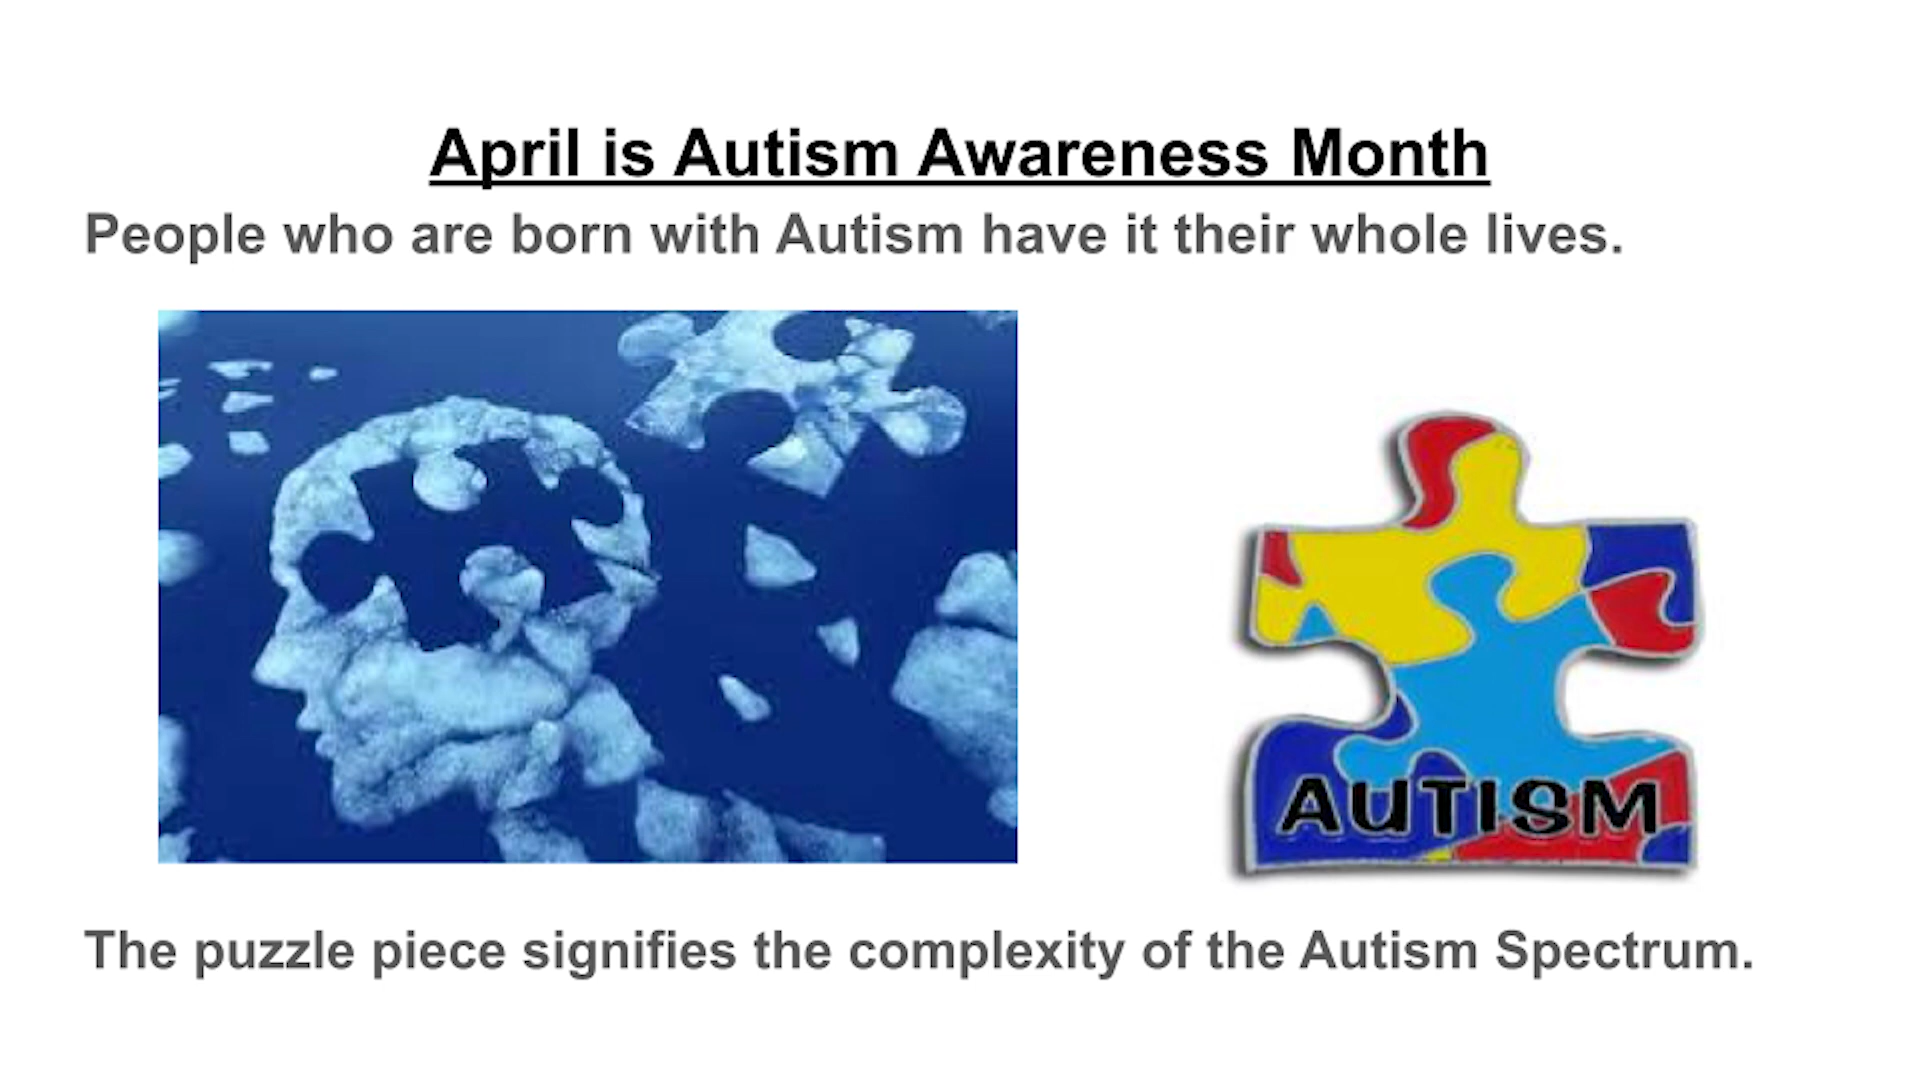 April is Autism Awareness Month
People who are born with Autism have it their whole lives.
AUTISM
The puzzle piece signifies the complexity of the Autism Spectrum.